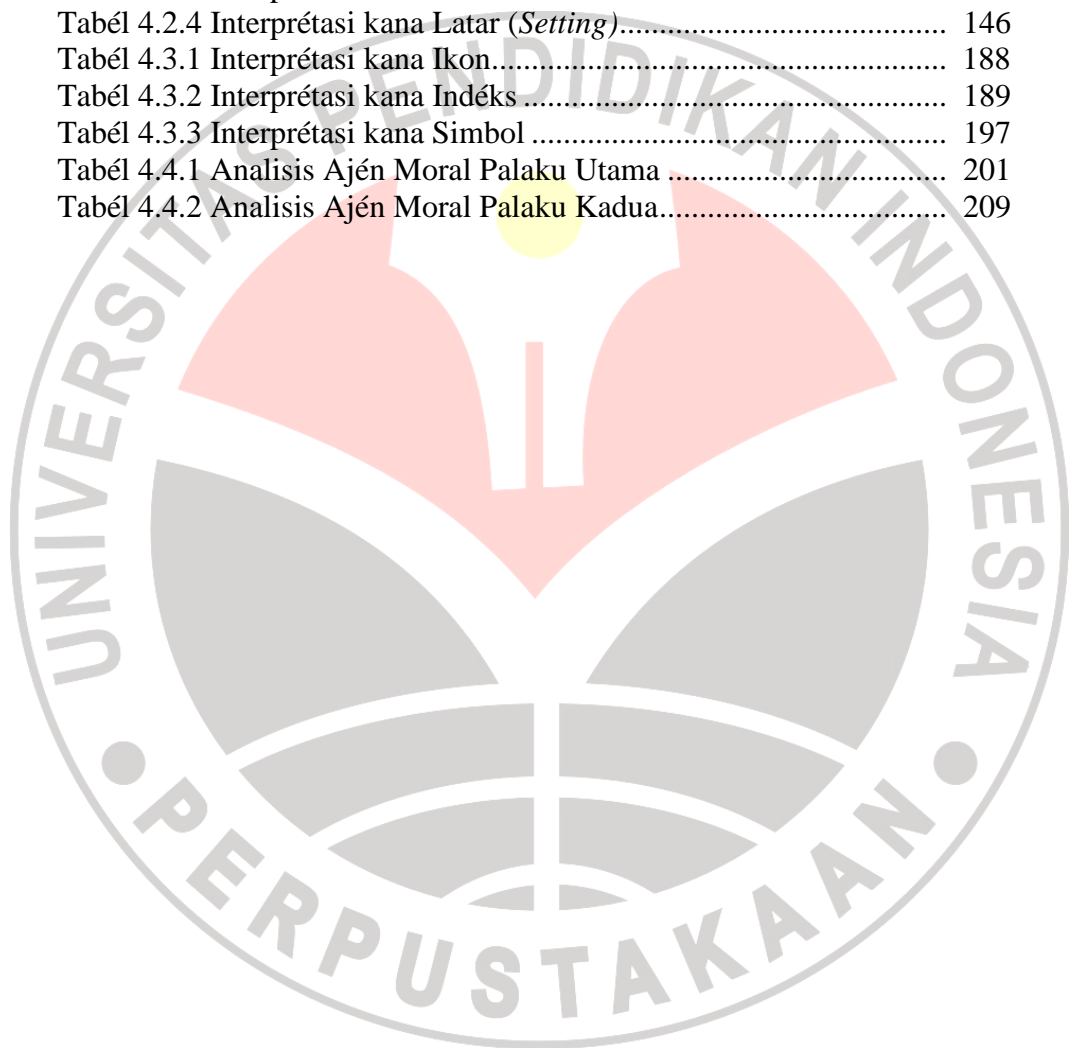 Tabél 4.2.4 Interprétasi kana Latar (Setting)........................................ 146
Tabél 4.3.1 Interprétasi kana Ikon........................................................ 188
Tabél 4.3.2 Interprétasi kana Indéks .................................................... 189
Tabél 4.3.3 Interprétasi kana Simbol ................................................... 197
Tabél 4.4.1 Analisis Ajén Moral Palaku Utama .................................. 201
Tabél 4.4.2 Analisis Ajén Moral Palaku Kadua................................... 209
UNIVERSITAS PENDIDIKAN INDONESIA
PERPUSTAKAAN